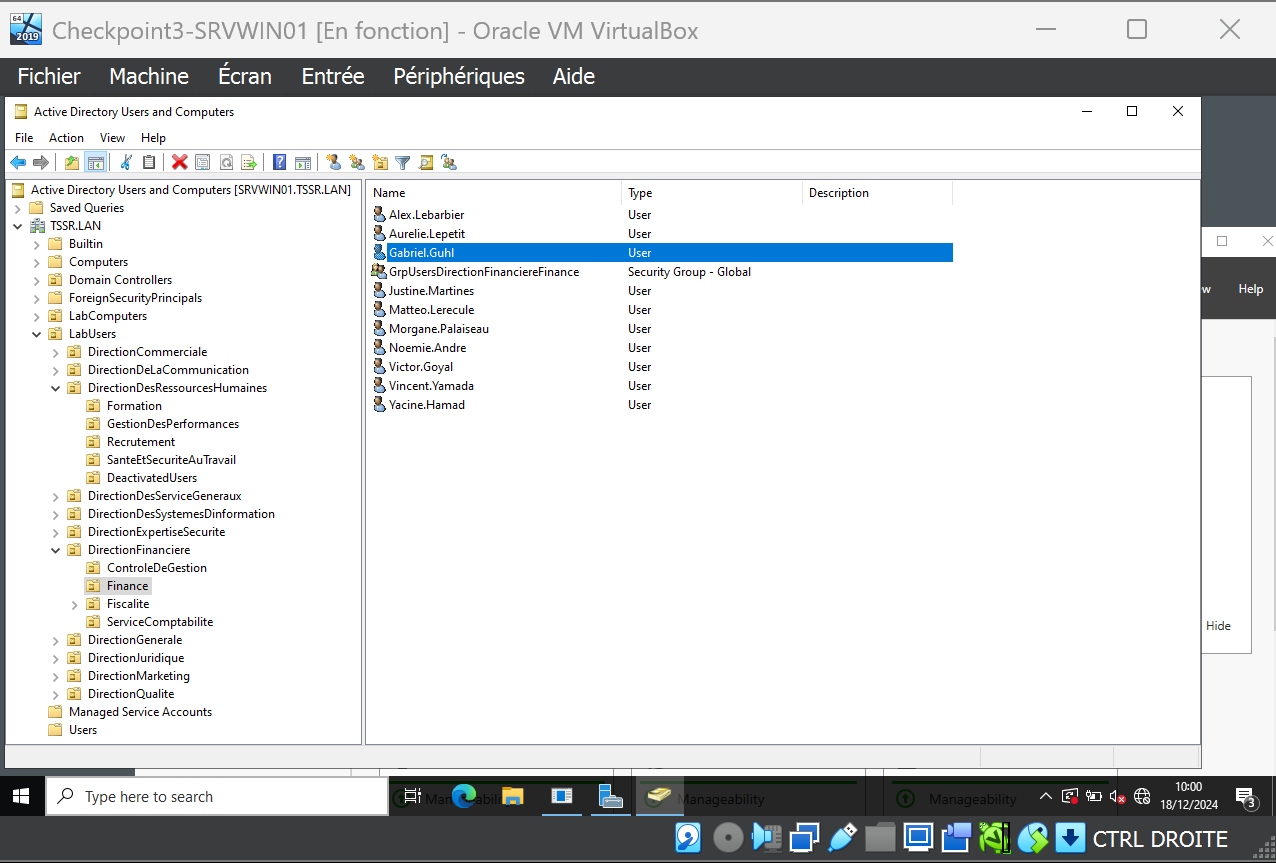 64
2019
Checkpoint3-SRVWIN01 [En fonction] - Oracle VM VirtualBox
Fichier Machine Écran Entrée Périphériques Aide
Active Directory Users and Computers
File Action View Help
Active Directory Users and Computers [SRVWIN01.TSSR.LAN]
Saved Queries
TSSR.LAN
Builtin
Computers
Domain Controllers
ForeignSecurityPrincipals
LabComputers
LabUsers
DirectionCommerciale
DirectionDeLaCommunication
DirectionDesRessourcesHumaines
Formation
GestionDesPerformances
Recrutement
SanteEtSecuriteAuTravail
DeactivatedUsers
DirectionDesServiceGeneraux
DirectionDesSystemesDinformation
DirectionExpertiseSecurite
DirectionFinanciere
ControleDeGestion
Finance
Fiscalite
ServiceComptabilite
DirectionGenerale
DirectionJuridique
DirectionMarketing
DirectionQualite
Managed Service Accounts
Users
Name Type Description
Alex.Lebarbier User
Aurelie.Lepetit User
Gabriel.Guhl User
GrpUsersDirectionFinanciereFinance Security Group - Global
Justine.Martines User
Matteo.Lerecule User
Morgane.Palaiseau User
Noemie.Andre User
Victor.Goyal User
Vincent.Yamada User
Yacine.Hamad User
Help
Hide
Type here to search
Manageability
Manageability
10:00
18/12/2024
3
CTRL DROITE